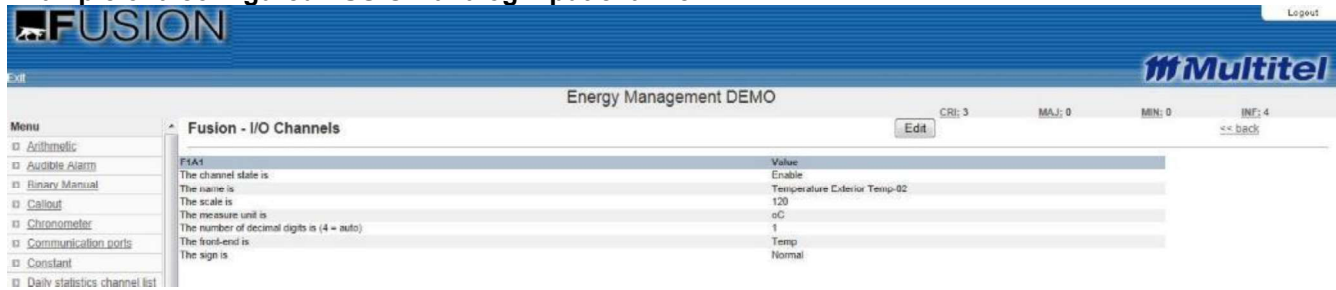 Logout
FUSION
Multitel
Exit
Energy Management DEMO
CRI: 3 MAJ: 0 MIN: 0 INF: 4
Menu
Fusion - I/O Channels
Edit
<< back
Arithmetic
Audible Alarm
Binary Manual
Callout
Chronometer
Communication ports
Constant
Daily statistics channel list
F1A1 Value
The channel state is Enable
The name is Temperature Exterior Temp-02
The scale is 120
The measure unit is oC
The number of decimal digits is (4 = auto) 1
The front-end is Temp
The sign is Normal